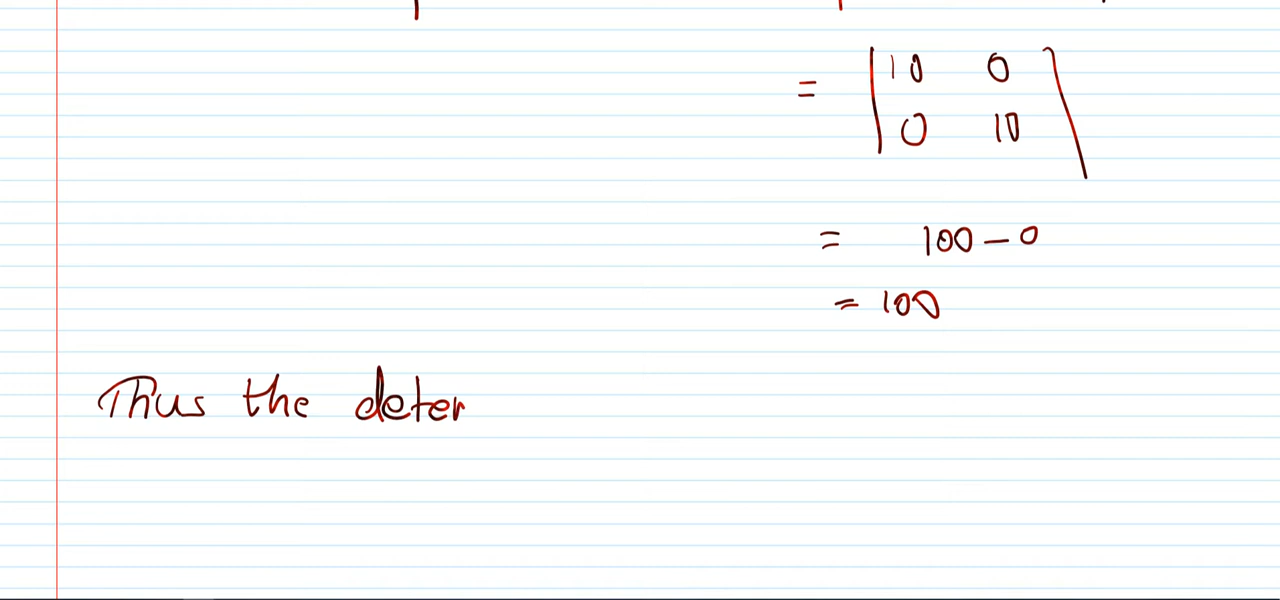 = | 10 0 |
| 0 10 |
= 100 - 0
= 100
Thus the deter